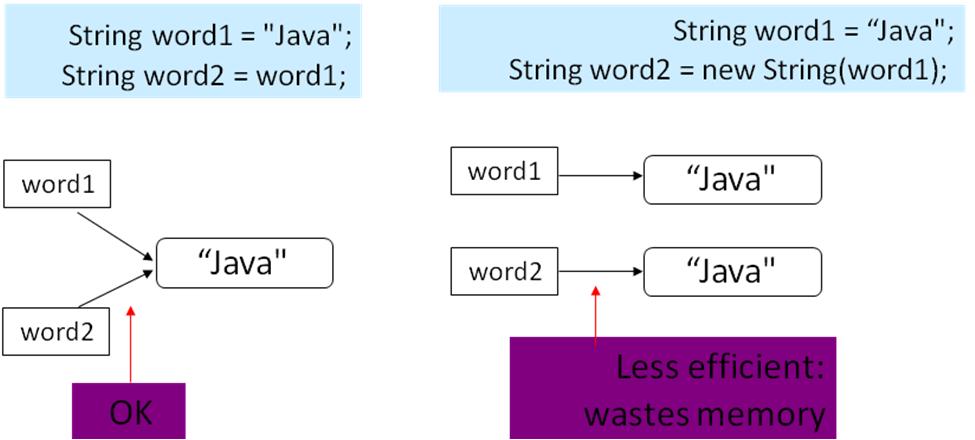 String word1 = "Java";
String word2 = word1;
word1
“Java"
word2
OK
String word1 = “Java";
String word2 = new String(word1);
word1
“Java"
word2
“Java"
Less efficient:
wastes memory